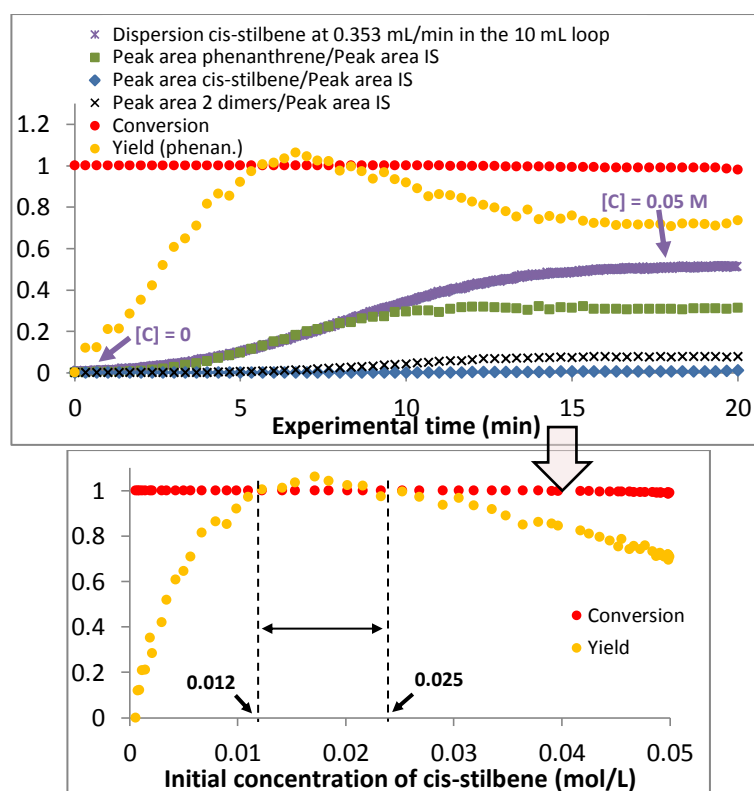 Dispersion cis-stilbene at 0.353 mL/min in the 10 mL loop
Peak area phenanthrene/Peak area IS
Peak area cis-stilbene/Peak area IS
Peak area 2 dimers/Peak area IS
Conversion
Yield (phenan.)
1.2
1
0.8
0.6
0.4
0.2
0
[C] = 0.05 M
[C] = 0
0 5 10 15 20
Experimental time (min)
1
0.8
0.6
0.4
0.2
0
Conversion
Yield
0.012
0.025
0 0.01 0.02 0.03 0.04 0.05
Initial concentration of cis-stilbene (mol/L)